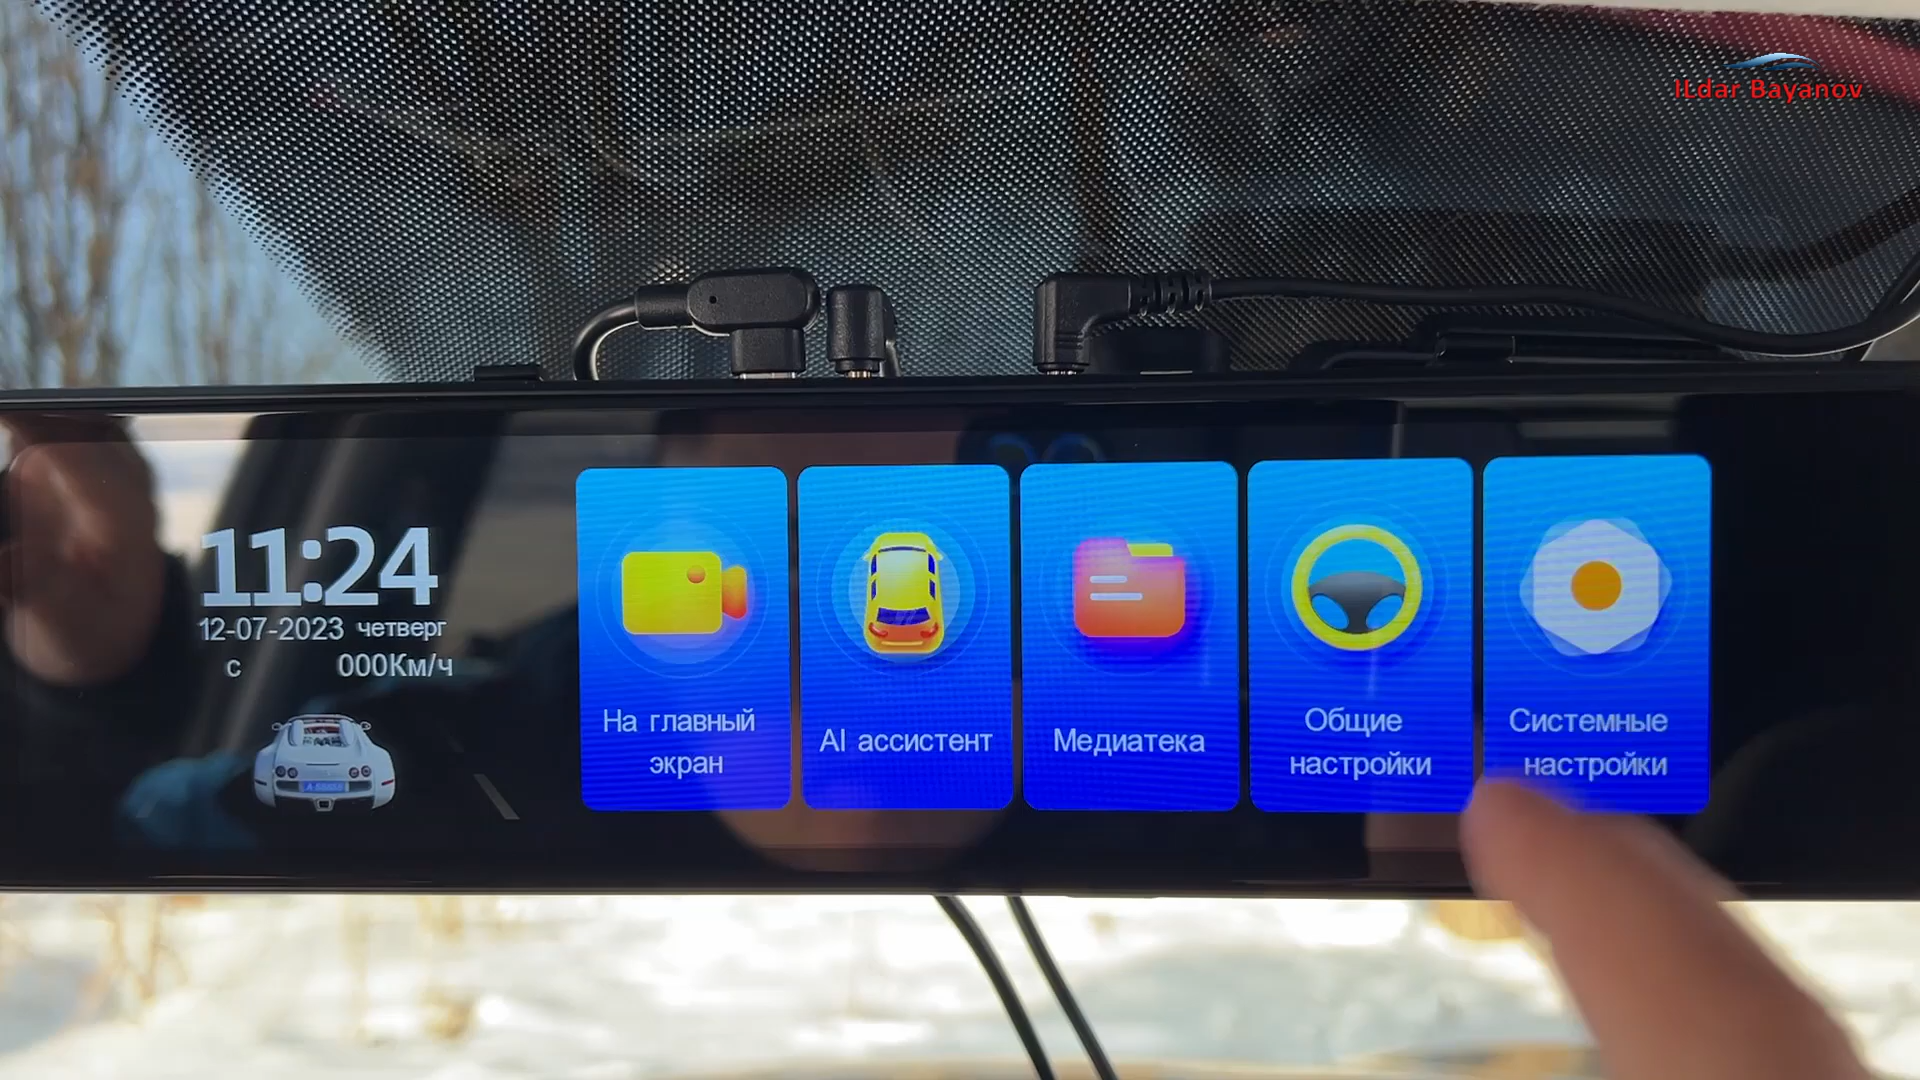 ILdar Bayanov
11:24
12-07-2023 четверг
с 000Км/ч
На главный
экран
AI ассистент
Медиатека
Общие
настройки
Системные
настройки